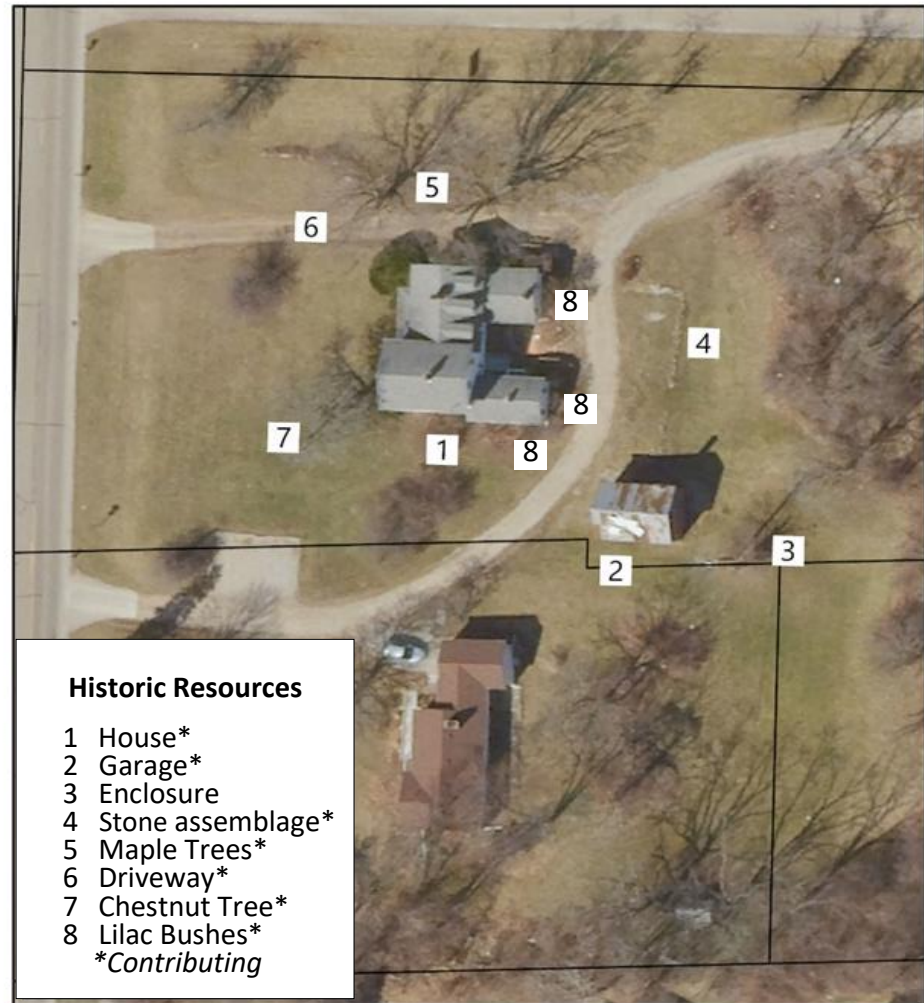 5
6
8
4
8
7
1
8
3
2
Historic Resources
1 House*
2 Garage*
3 Enclosure
4 Stone assemblage*
5 Maple Trees*
6 Driveway*
7 Chestnut Tree*
8 Lilac Bushes*
*Contributing